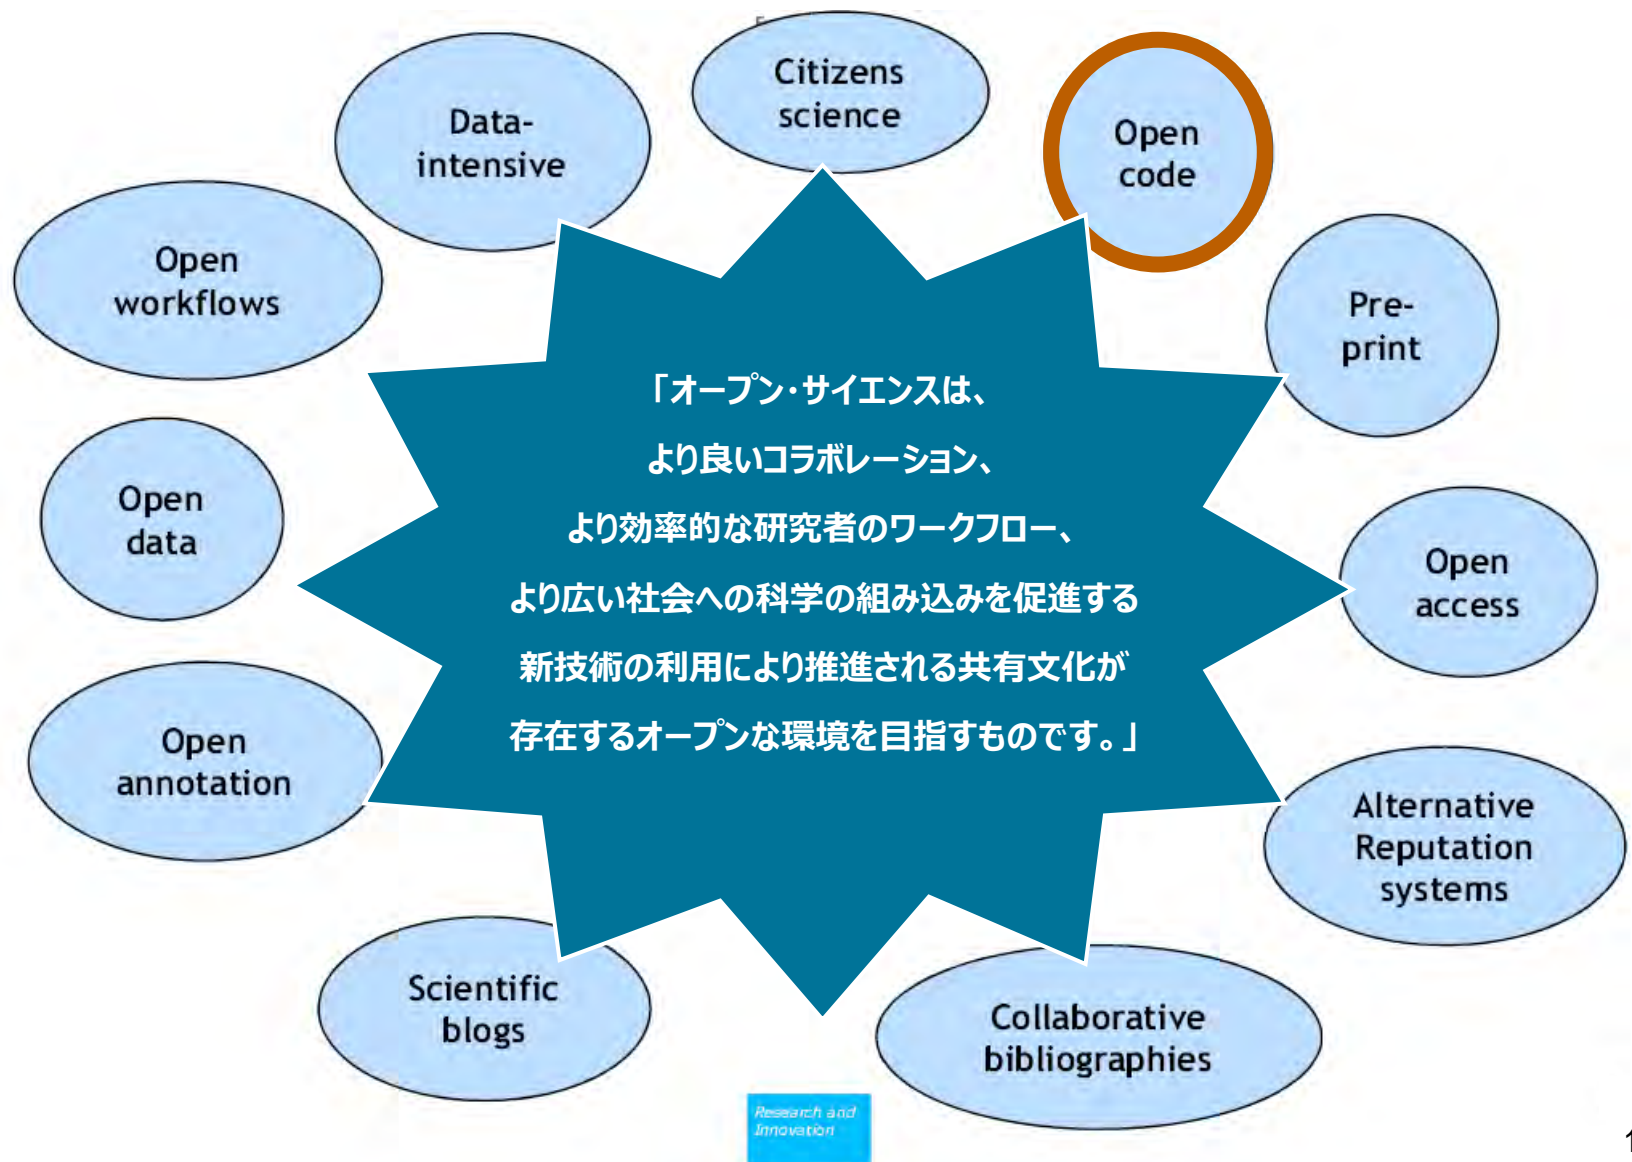 Citizens
science
Data-
intensive
Open
code
Open
workflows
Pre-
print
「オープン・サイエンスは、
より良いコラボレーション、
より効率的な研究者のワークフロー、
より広い社会への科学の組み込みを促進する
新技術の利用により推進される共有文化が
存在するオープンな環境を目指すものです。」
Open
data
Open
access
Open
annotation
Alternative
Reputation
systems
Scientific
blogs
Collaborative
bibliographies
Research and
Innovation